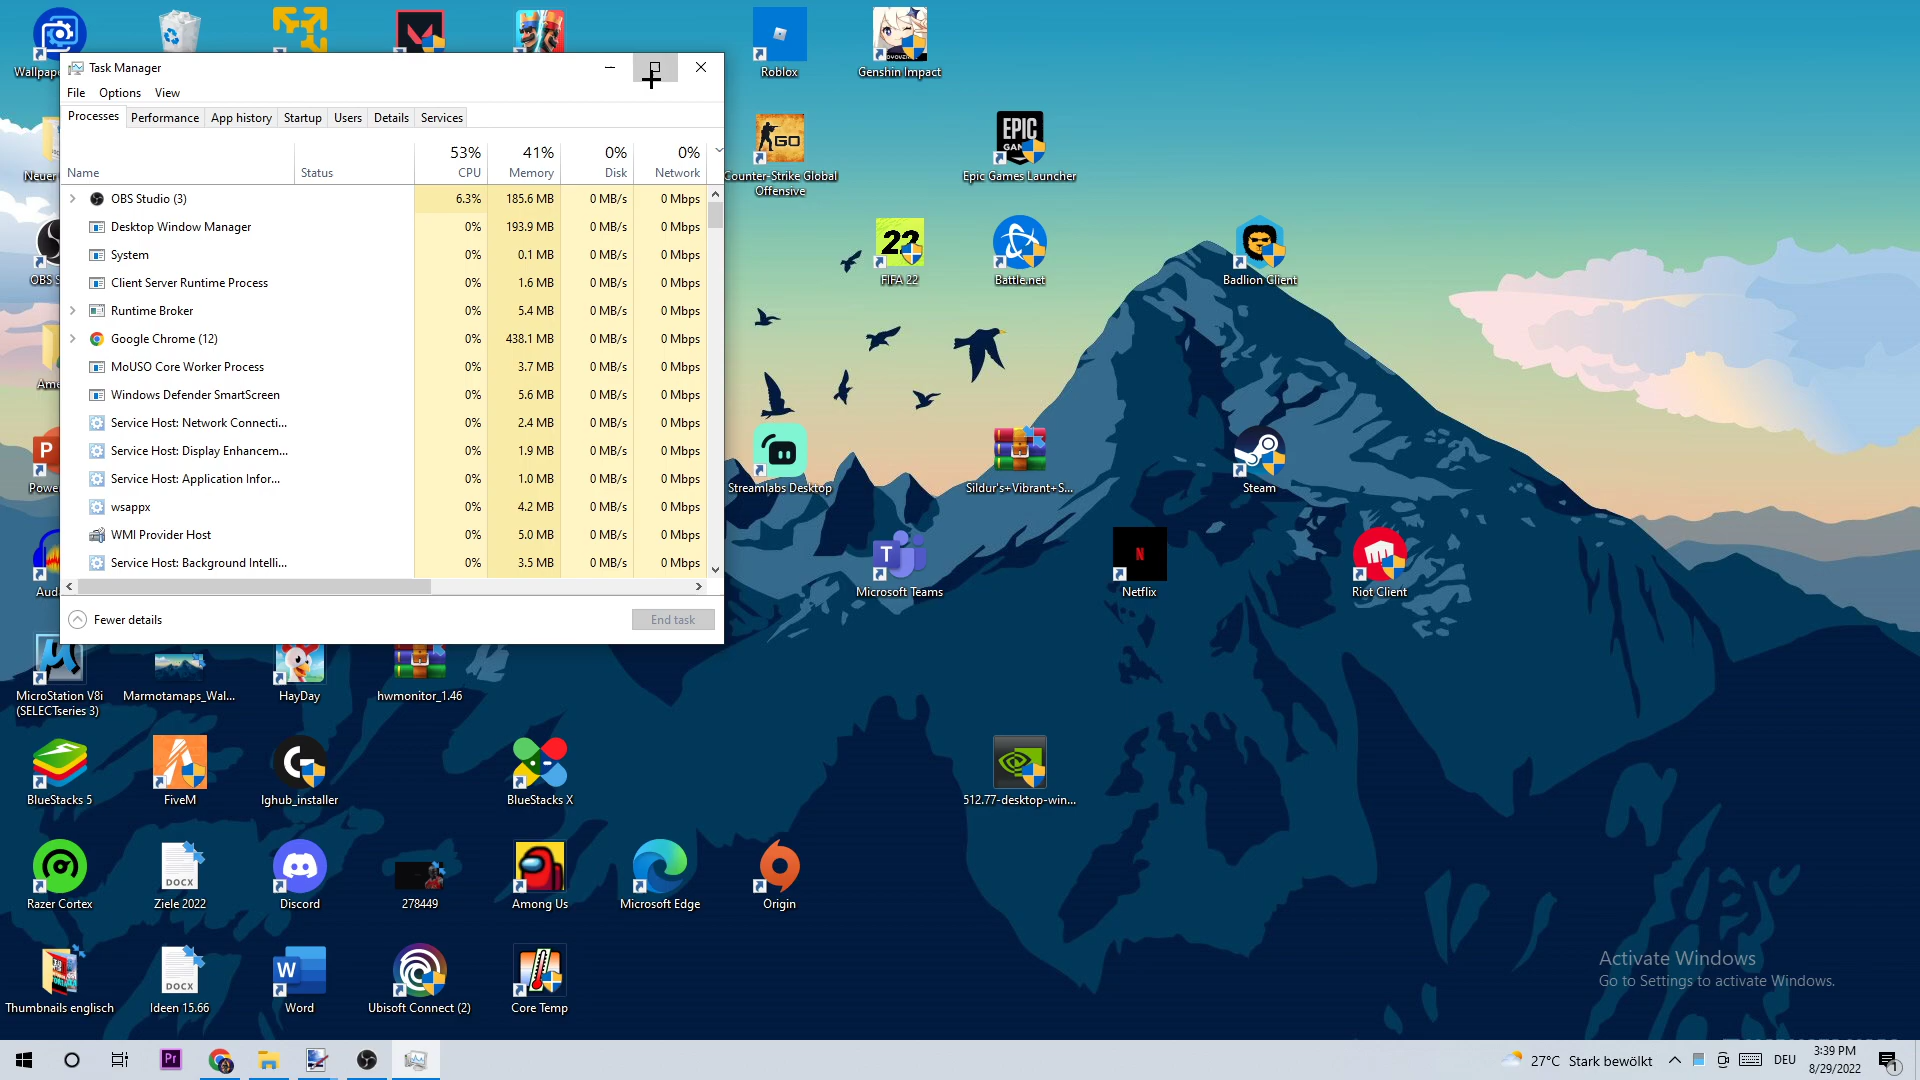 Wallpape
Roblox
Genshin Impact
Task Manager
File Options View
Processes Performance App history Startup Users Details Services
53% 41% 0% 0%
Name Status CPU Memory Disk Network
OBS Studio (3) 6.3% 185.6 MB 0 MB/s 0 Mbps
Desktop Window Manager 0% 193.9 MB 0 MB/s 0 Mbps
System 0% 0.1 MB 0 MB/s 0 Mbps
Client Server Runtime Process 0% 1.6 MB 0 MB/s 0 Mbps
Runtime Broker 0% 5.4 MB 0 MB/s 0 Mbps
Google Chrome (12) 0% 438.1 MB 0 MB/s 0 Mbps
MoUSO Core Worker Process 0% 3.7 MB 0 MB/s 0 Mbps
Windows Defender SmartScreen 0% 5.6 MB 0 MB/s 0 Mbps
Service Host: Network Connecti... 0% 2.4 MB 0 MB/s 0 Mbps
Service Host: Display Enhancem... 0% 1.9 MB 0 MB/s 0 Mbps
Service Host: Application Infor... 0% 1.0 MB 0 MB/s 0 Mbps
wsappx 0% 4.2 MB 0 MB/s 0 Mbps
WMI Provider Host 0% 5.0 MB 0 MB/s 0 Mbps
Service Host: Background Intelli... 0% 3.5 MB 0 MB/s 0 Mbps
Fewer details End task
Neuer
OBS S
Ame
P
Power
Auda
GO
Counter-Strike Global
Offensive
EPIC
GAM
Epic Games Launcher
22
FIFA 22
Battle.net
Badlion Client
Streamlabs Desktop
Sildur's+Vibrant+S...
Steam
T
Microsoft Teams
N
Netflix
Riot Client
MicroStation V8i
(SELECTseries 3)
Marmotamaps_Wal...
HayDay
hwmonitor_1.46
BlueStacks 5
FiveM
G
lghub_installer
BlueStacks X
512.77-desktop-win...
Razer Cortex
DOCX
Ziele 2022
Discord
278449
Among Us
Microsoft Edge
Origin
Thumbnails englisch
DOCX
Ideen 15.66
W
Word
Ubisoft Connect (2)
Core Temp
Activate Windows
Go to Settings to activate Windows.
Pr
27°C Stark bewölkt
DEU
3:39 PM
8/29/2022
1